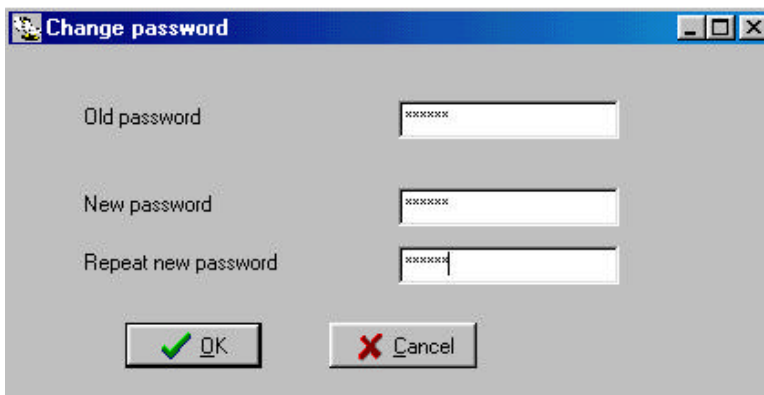 Change password
Old password ******
New password ******
Repeat new password ******
OK Cancel